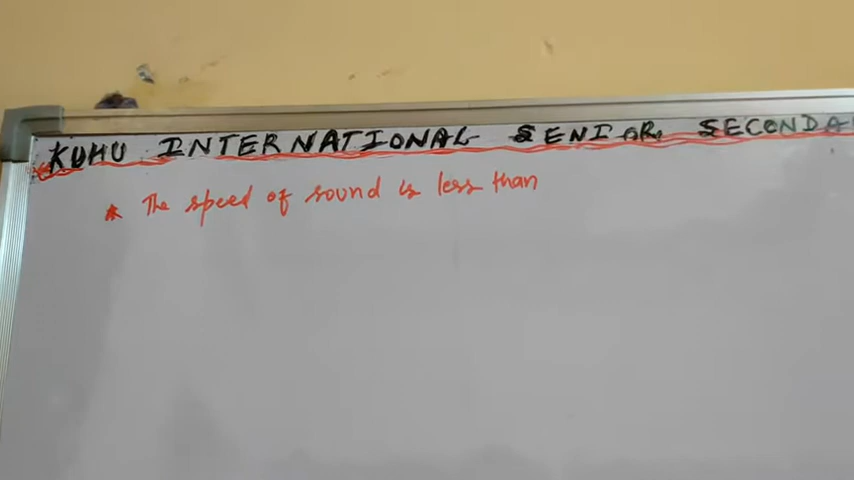 KUHU INTERNATIONAL SENIOR SECONDA
* The speed of sound is less than